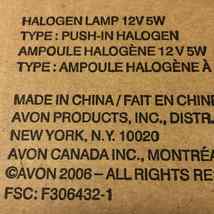 HALOGEN LAMP 12V 5W
TYPE : PUSH-IN HALOGEN
AMPOULE HALOGÈNE 12 V 5W
TYPE: AMPOULE HALOGÈNE À
MADE IN CHINA / FAIT EN CHINE
AVON PRODUCTS, INC., DISTR.
NEW YORK, N.Y. 10020
AVON CANADA INC., MONTRÉA
©AVON 2006 – ALL RIGHTS RE
FSC: F306432-1